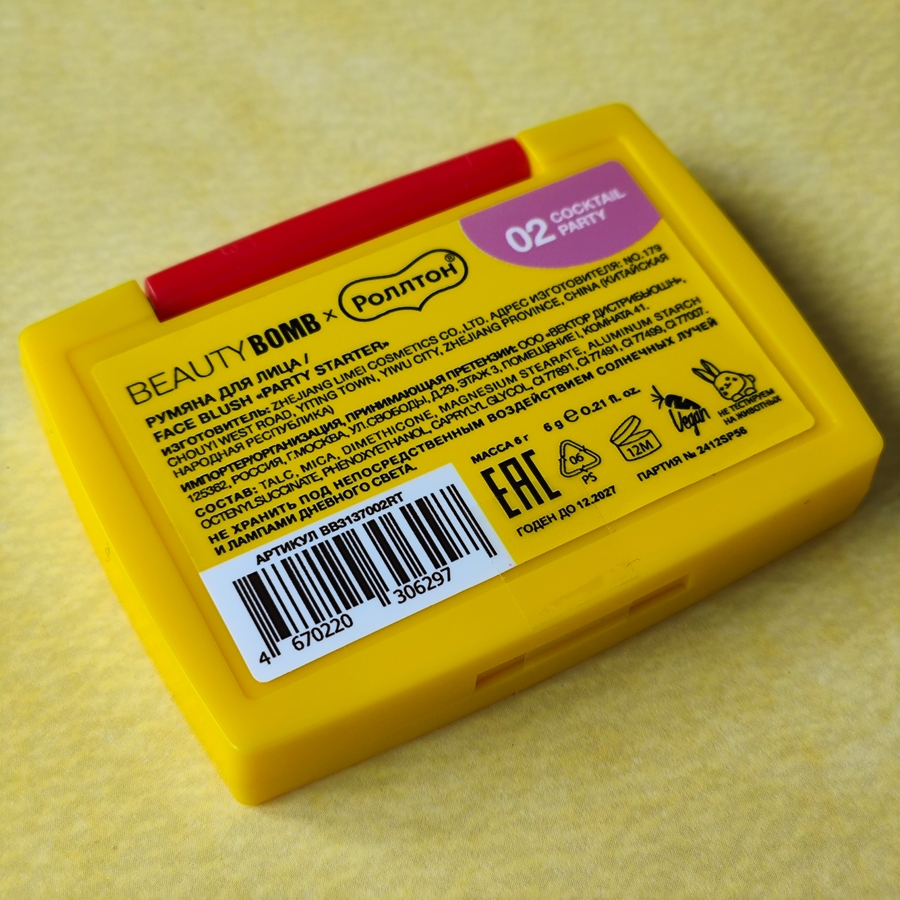 02 COCKTAIL
PARTY
BEAUTY BOMB × РОЛЛТОН®
РУМЯНА ДЛЯ ЛИЦА /
FACE BLUSH «PARTY STARTER»
ИЗГОТОВИТЕЛЬ: ZHEJIANG LIMEI COSMETICS CO.,LTD. АДРЕС ИЗГОТОВИТЕЛЯ: NO.179
CHOUYI WEST ROAD, YITING TOWN, YIWU CITY, ZHEJIANG PROVINCE, CHINA (КИТАЙСКАЯ
НАРОДНАЯ РЕСПУБЛИКА)
ИМПОРТЕР/ОРГАНИЗАЦИЯ, ПРИНИМАЮЩАЯ ПРЕТЕНЗИИ: ООО «ВЕКТОР ДИСТРИБЬЮШН»,
125362, РОССИЯ, Г.МОСКВА, УЛ.СВОБОДЫ, Д.29, ЭТАЖ 3, ПОМЕЩЕНИЕ I, КОМНАТА 41.
СОСТАВ: TALC, MICA, DIMETHICONE, MAGNESIUM STEARATE, ALUMINUM STARCH
OCTENYLSUCCINATE, PHENOXYETHANOL, CAPRYLYL GLYCOL, CI 77891, CI 77491, CI 77499, CI 77007.
НЕ ХРАНИТЬ ПОД НЕПОСРЕДСТВЕННЫМ ВОЗДЕЙСТВИЕМ СОЛНЕЧНЫХ ЛУЧЕЙ
И ЛАМПАМИ ДНЕВНОГО СВЕТА.
МАССА 6 г 6 g ℮ 0.21 fl. oz.
EAC
06
PS
12M
Vegan
НЕ ТЕСТИРУЕМ
НА ЖИВОТНЫХ
ГОДЕН ДО 12.2027
ПАРТИЯ № 2412SP56
АРТИКУЛ BB3137002RT
4 670220 306297